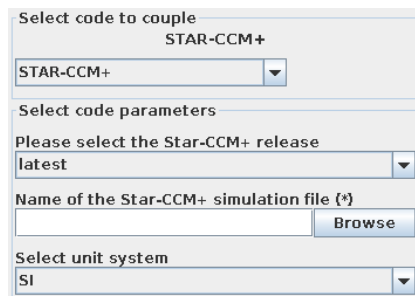 Select code to couple
STAR-CCM+
STAR-CCM+
Select code parameters
Please select the Star-CCM+ release
latest
Name of the Star-CCM+ simulation file (*)
Browse
Select unit system
SI